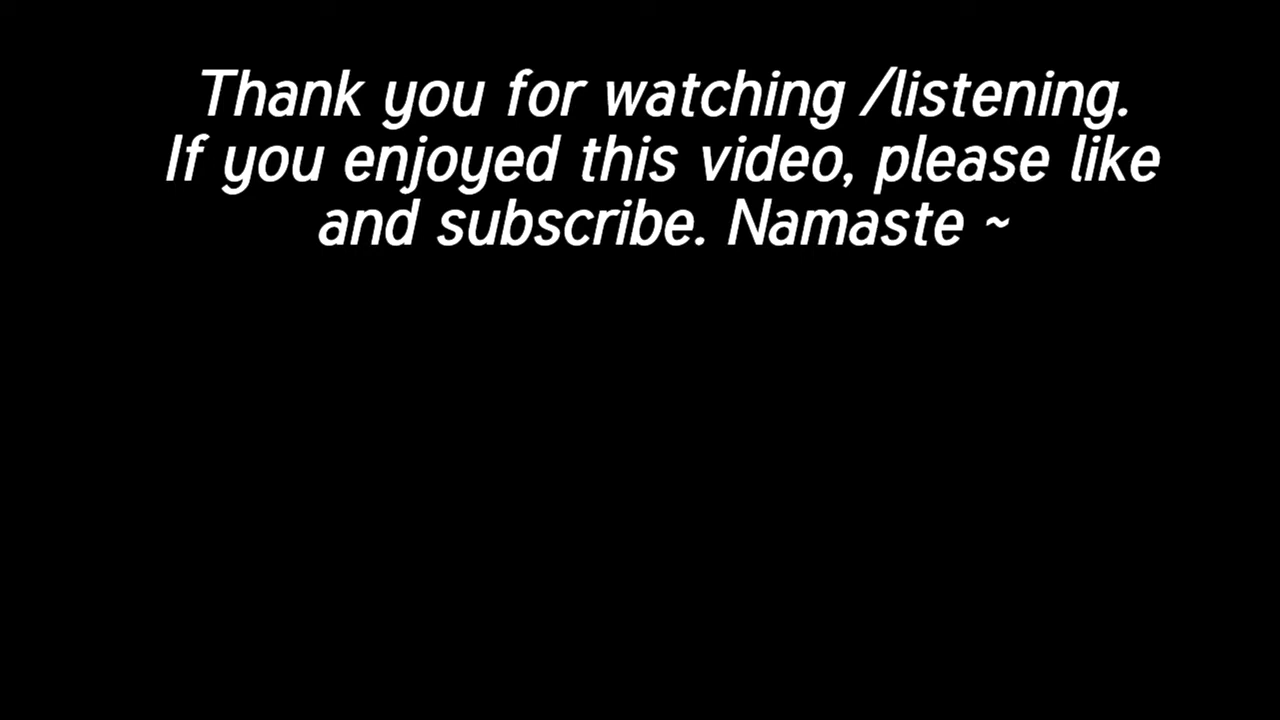 Thank you for watching /listening.
If you enjoyed this video, please like
and subscribe. Namaste ~